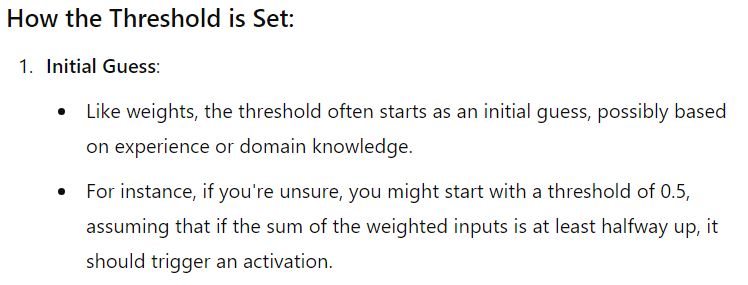 How the Threshold is Set:
1. Initial Guess:
• Like weights, the threshold often starts as an initial guess, possibly based
on experience or domain knowledge.
• For instance, if you're unsure, you might start with a threshold of 0.5,
assuming that if the sum of the weighted inputs is at least halfway up, it
should trigger an activation.